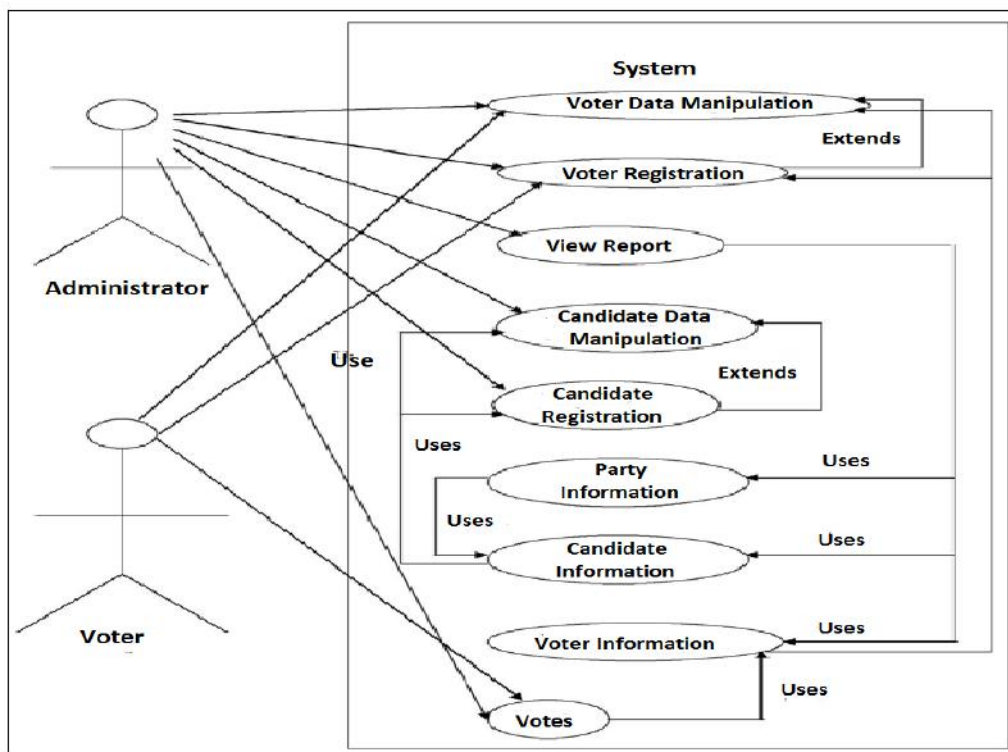 System
Voter Data Manipulation
Extends
Voter Registration
View Report
Administrator
Candidate Data
Manipulation
Use
Extends
Candidate
Registration
Uses
Party
Information
Uses
Uses
Candidate
Information
Uses
Voter Information
Uses
Voter
Votes
Uses